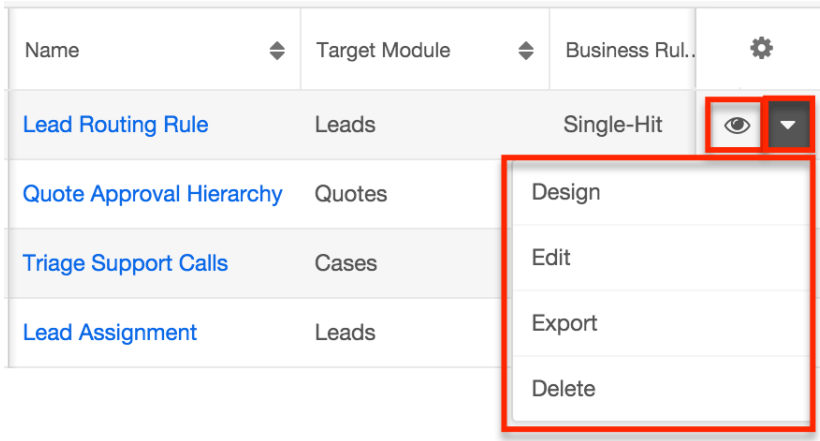 Name Target Module Business Rul..
Lead Routing Rule Leads Single-Hit
Quote Approval Hierarchy Quotes
Design
Triage Support Calls Cases
Edit
Lead Assignment Leads
Export
Delete